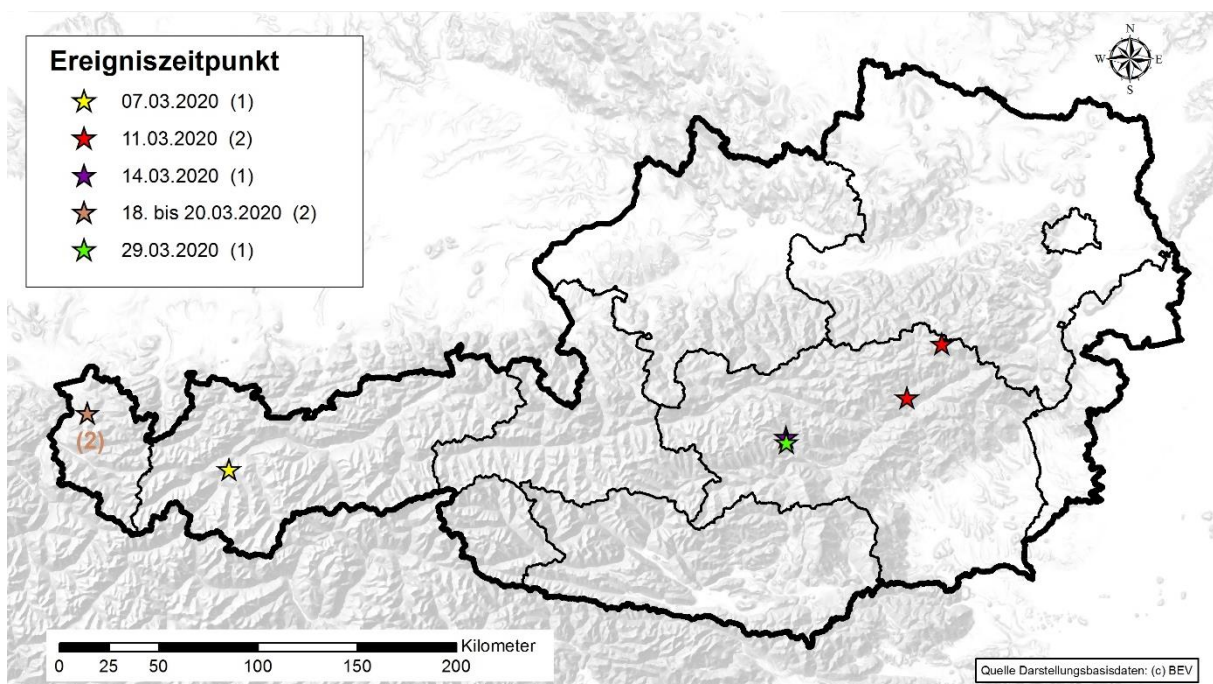 Ereigniszeitpunkt
07.03.2020 (1)
11.03.2020 (2)
14.03.2020 (1)
18. bis 20.03.2020 (2)
29.03.2020 (1)
N
W E
S
(2)
Kilometer
0 25 50 100 150 200
Quelle Darstellungsbasisdaten: (c) BEV